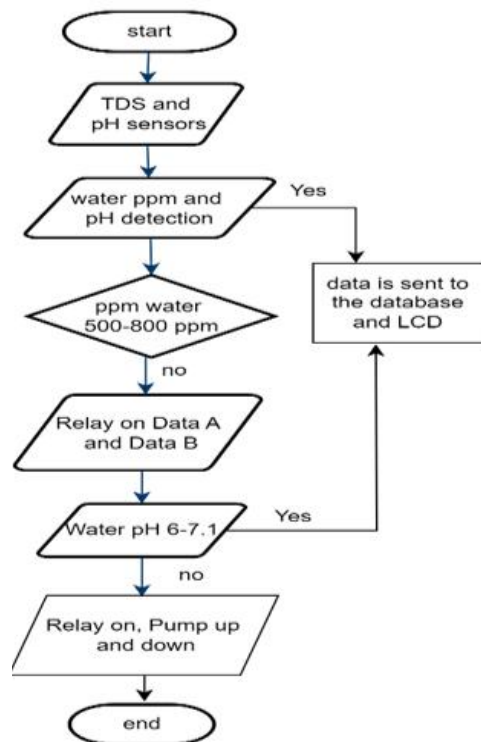 start
TDS and
pH sensors
water ppm and
pH detection
Yes
data is sent to
the database
and LCD
ppm water
500-800 ppm
no
Relay on Data A
and Data B
Water pH 6-7.1
Yes
no
Relay on, Pump up
and down
end